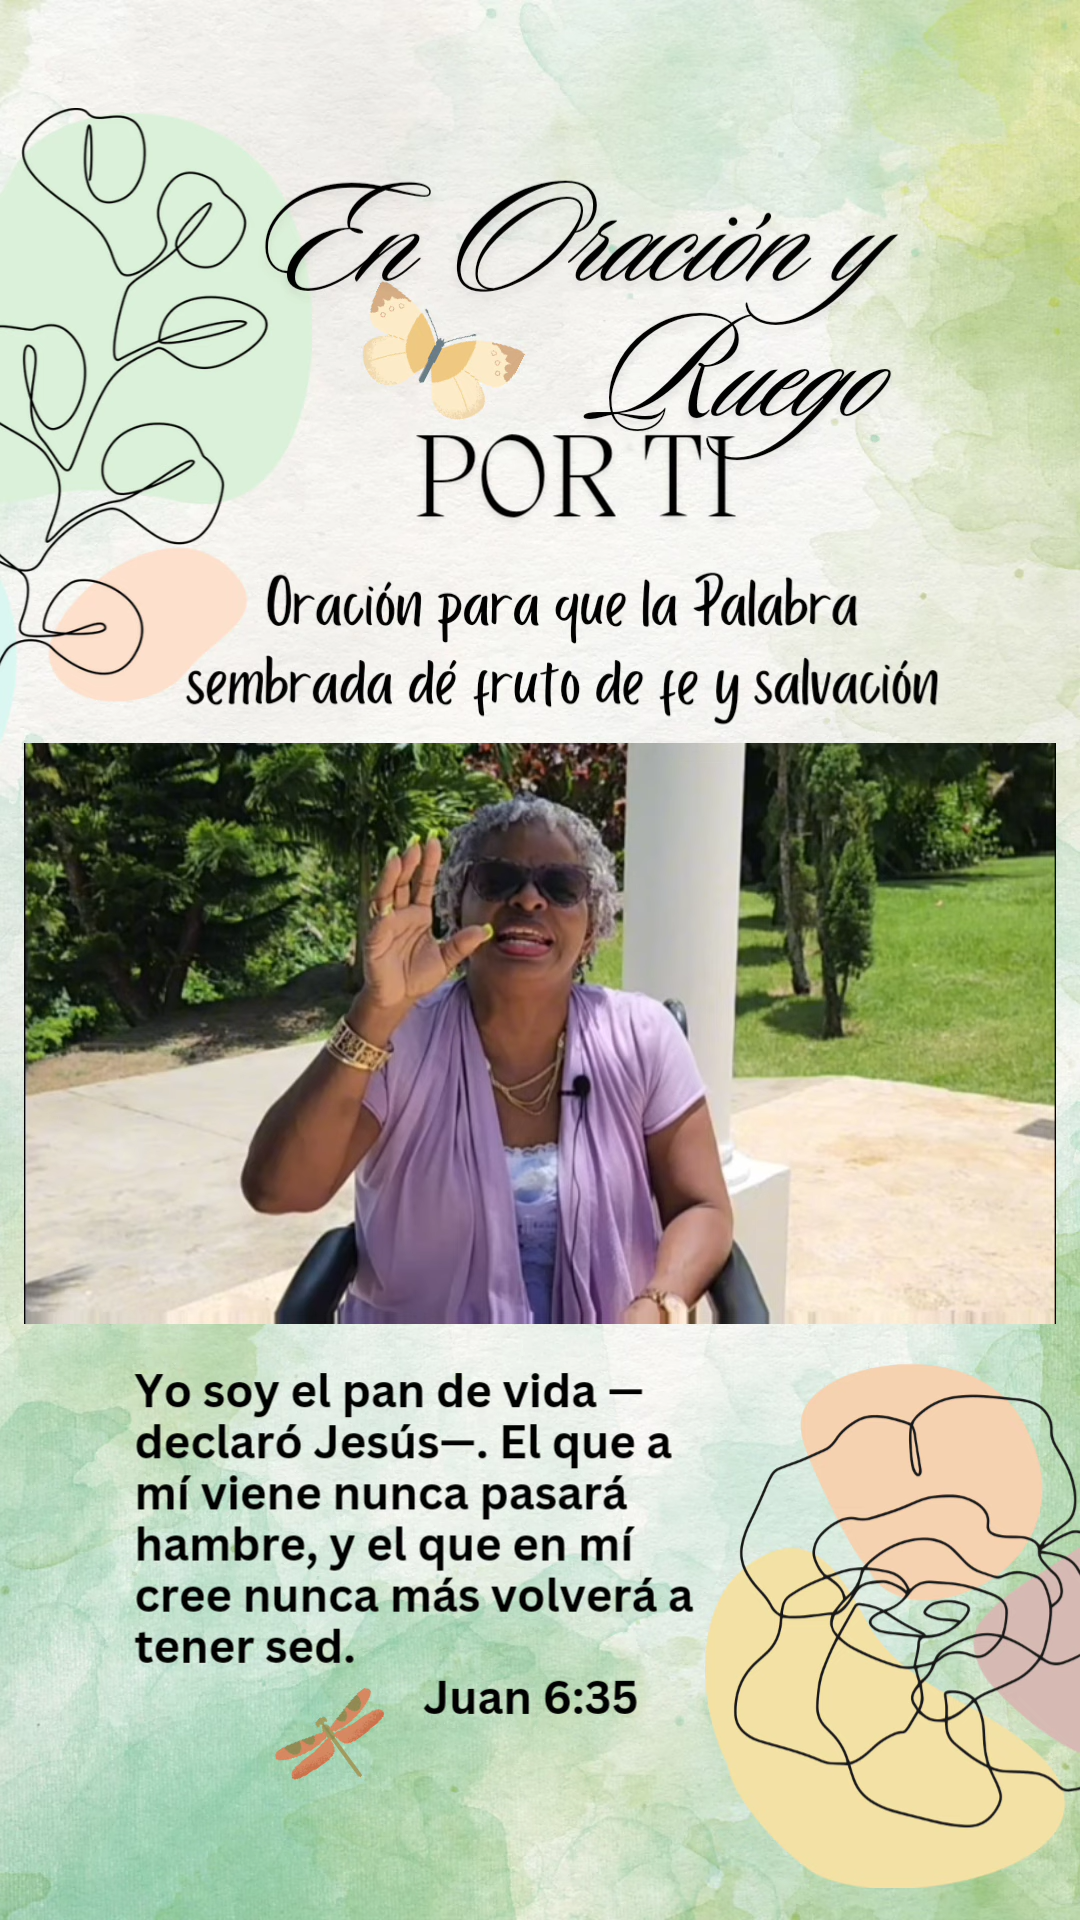 En Oración y
Ruego
POR TI
Oración para que la Palabra
sembrada dé fruto de fe y salvación
Yo soy el pan de vida —
declaró Jesús—. El que a
mí viene nunca pasará
hambre, y el que en mí
cree nunca más volverá a
tener sed.
Juan 6:35